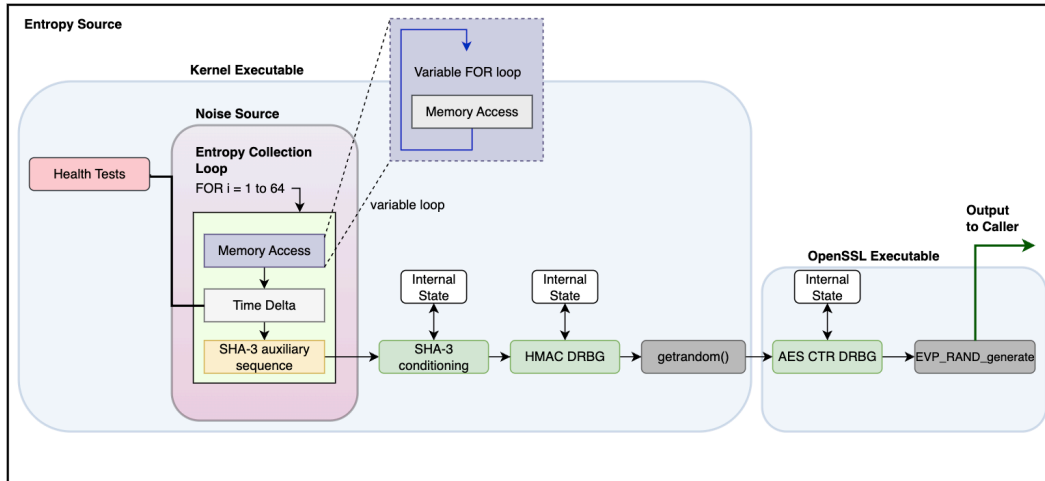 Entropy Source
Kernel Executable
Variable FOR loop
Memory Access
Noise Source
Entropy Collection
Loop
FOR i = 1 to 64
Health Tests
variable loop
Memory Access
Time Delta
SHA-3 auxiliary
sequence
Internal
State
SHA-3
conditioning
Internal
State
HMAC DRBG
getrandom()
Output
to Caller
OpenSSL Executable
Internal
State
AES CTR DRBG
EVP_RAND_generate